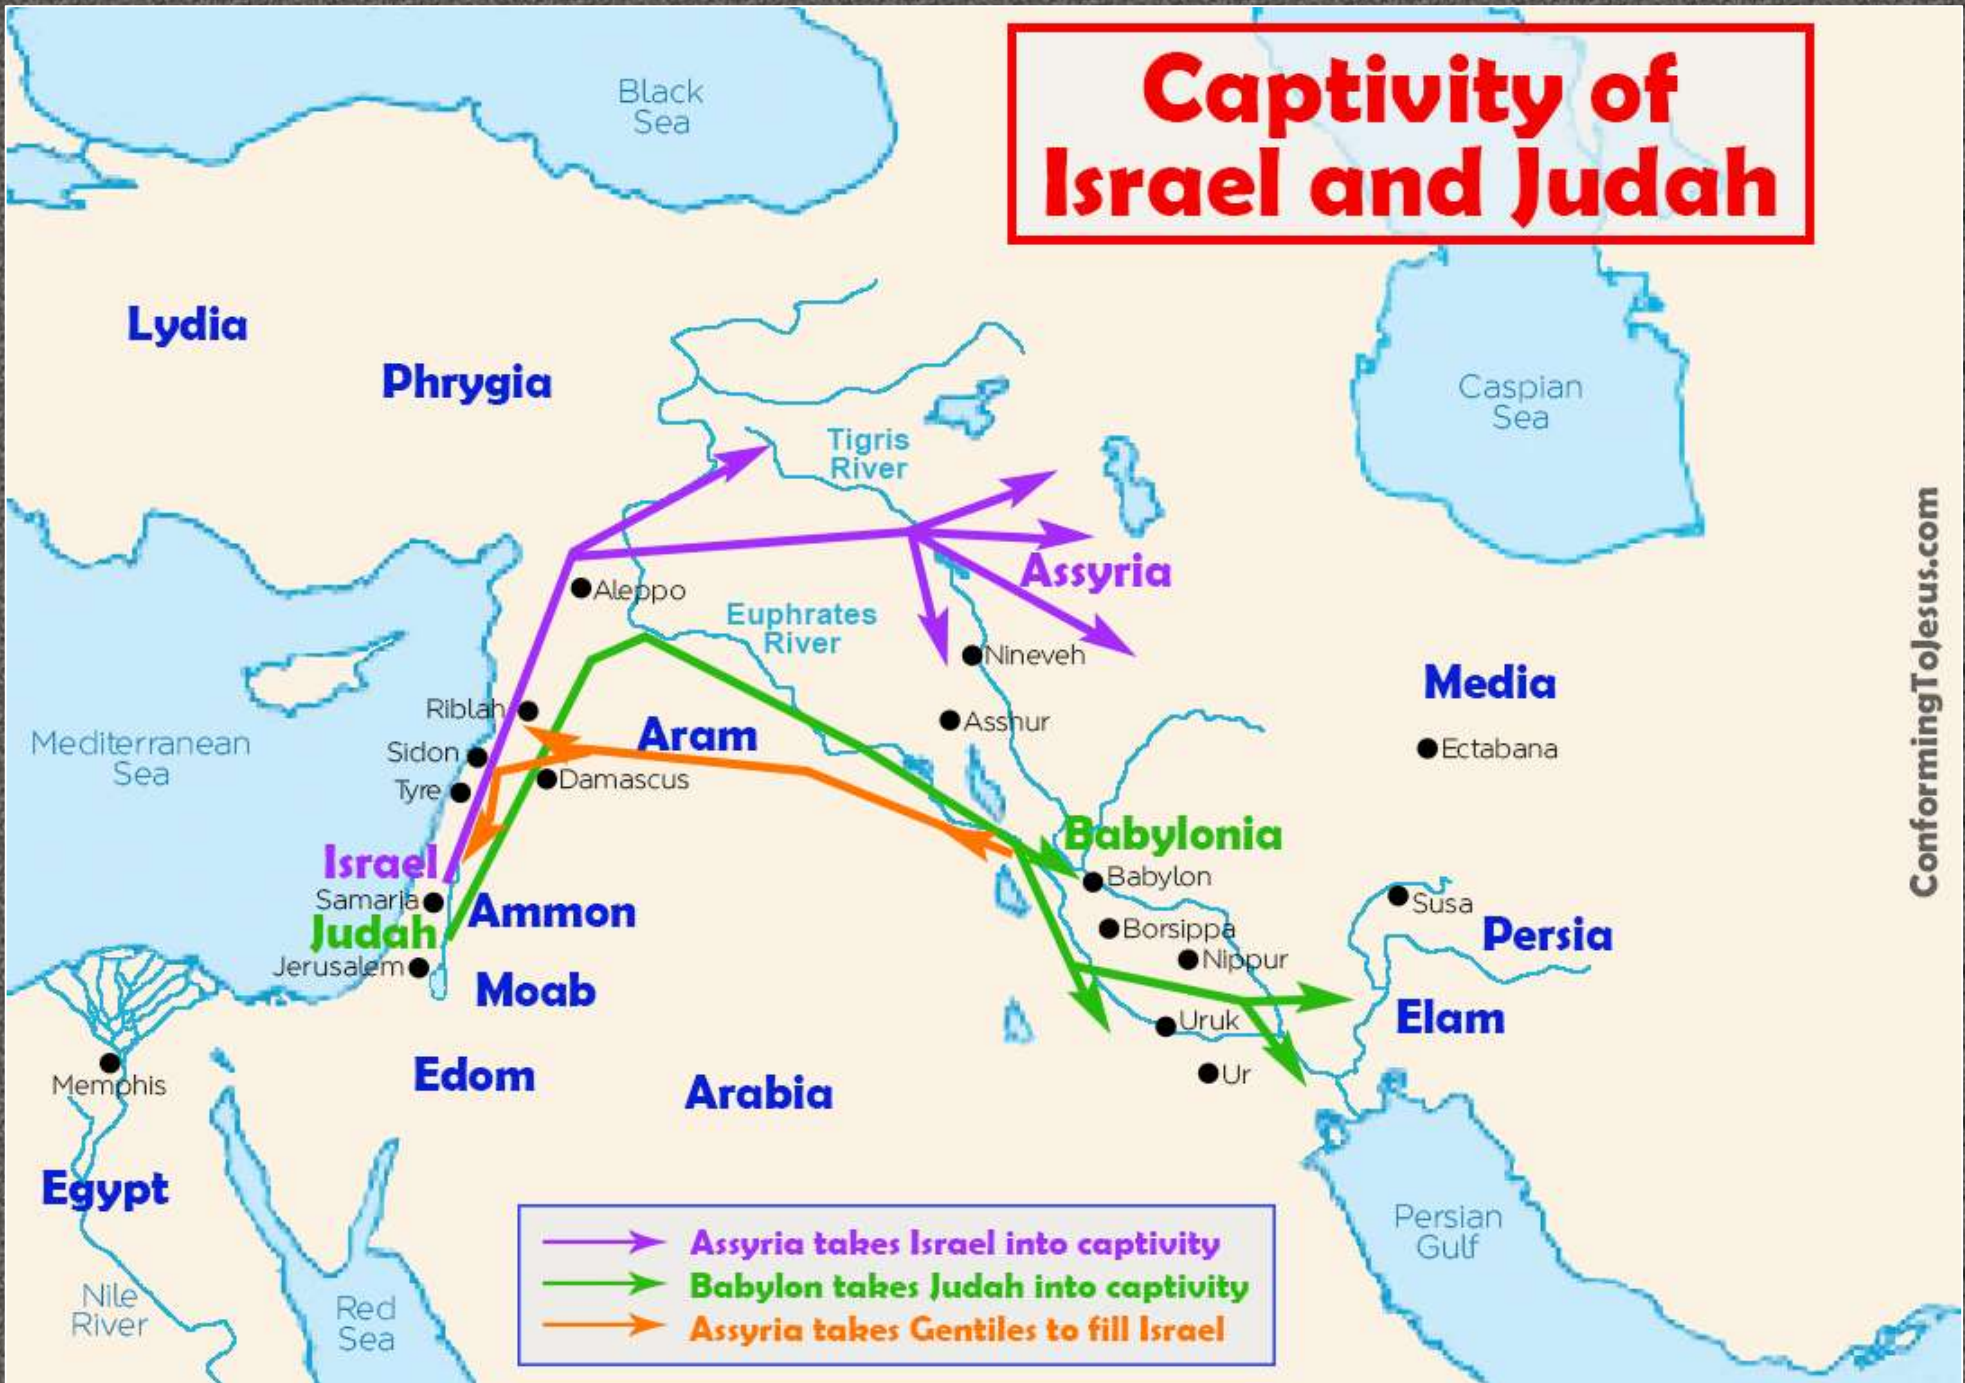 Captivity of
Israel and Judah
Black
Sea
Lydia
Phrygia
Caspian
Sea
Tigris
River
Assyria
Aleppo
Euphrates
River
Nineveh
Media
Riblah
Asshur
Aram
Mediterranean
Sea
Sidon
Ectabana
Tyre
Damascus
Babylonia
Israel
Babylon
Samaria
Ammon
Susa
Judah
Borsippa
Persia
Jerusalem
Nippur
Moab
Uruk
Elam
Memphis
Edom
Ur
Arabia
Egypt
Persian
Gulf
Nile
River
Red
Sea
Assyria takes Israel into captivity
Babylon takes Judah into captivity
Assyria takes Gentiles to fill Israel
ConformingToJesus.com